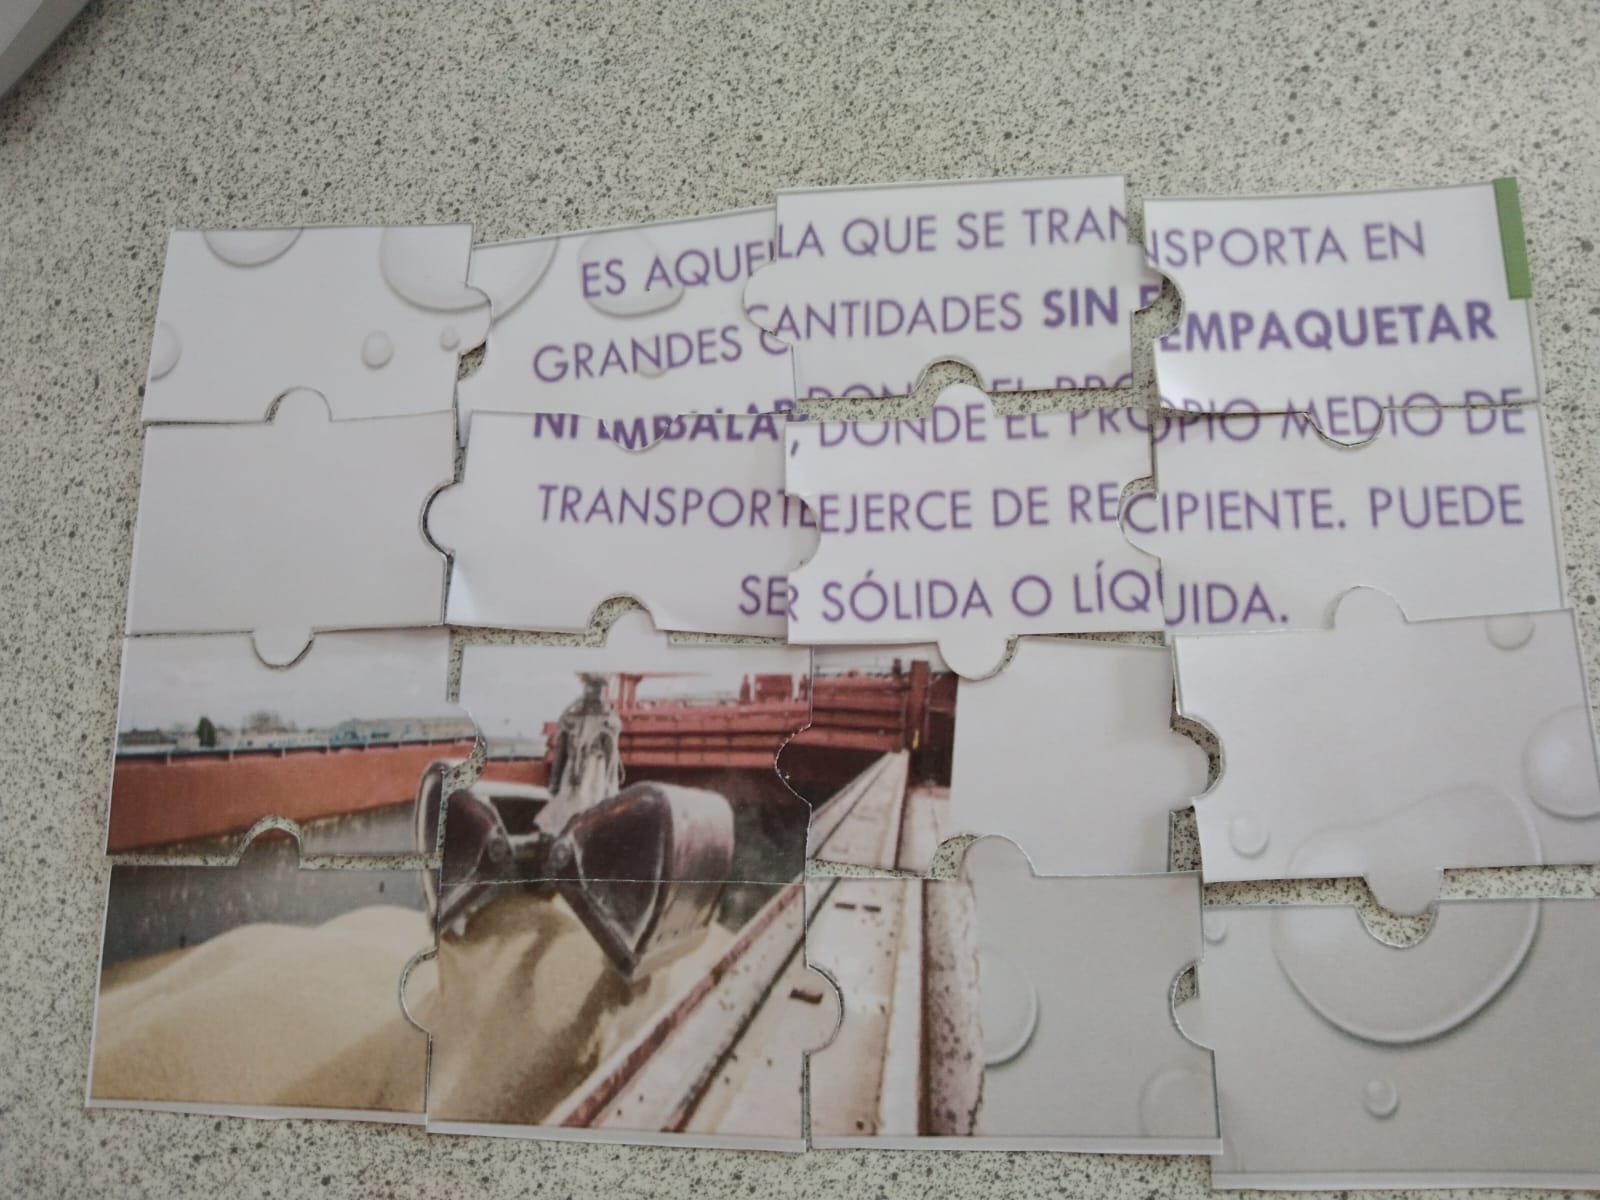 ES AQUELLA QUE SE TRANSPORTA EN
GRANDES CANTIDADES SIN EMPAQUETAR
NI EMBALAR, DONDE EL PROPIO MEDIO DE
TRANSPORTE EJERCE DE RECIPIENTE. PUEDE
SER SÓLIDA O LÍQUIDA.